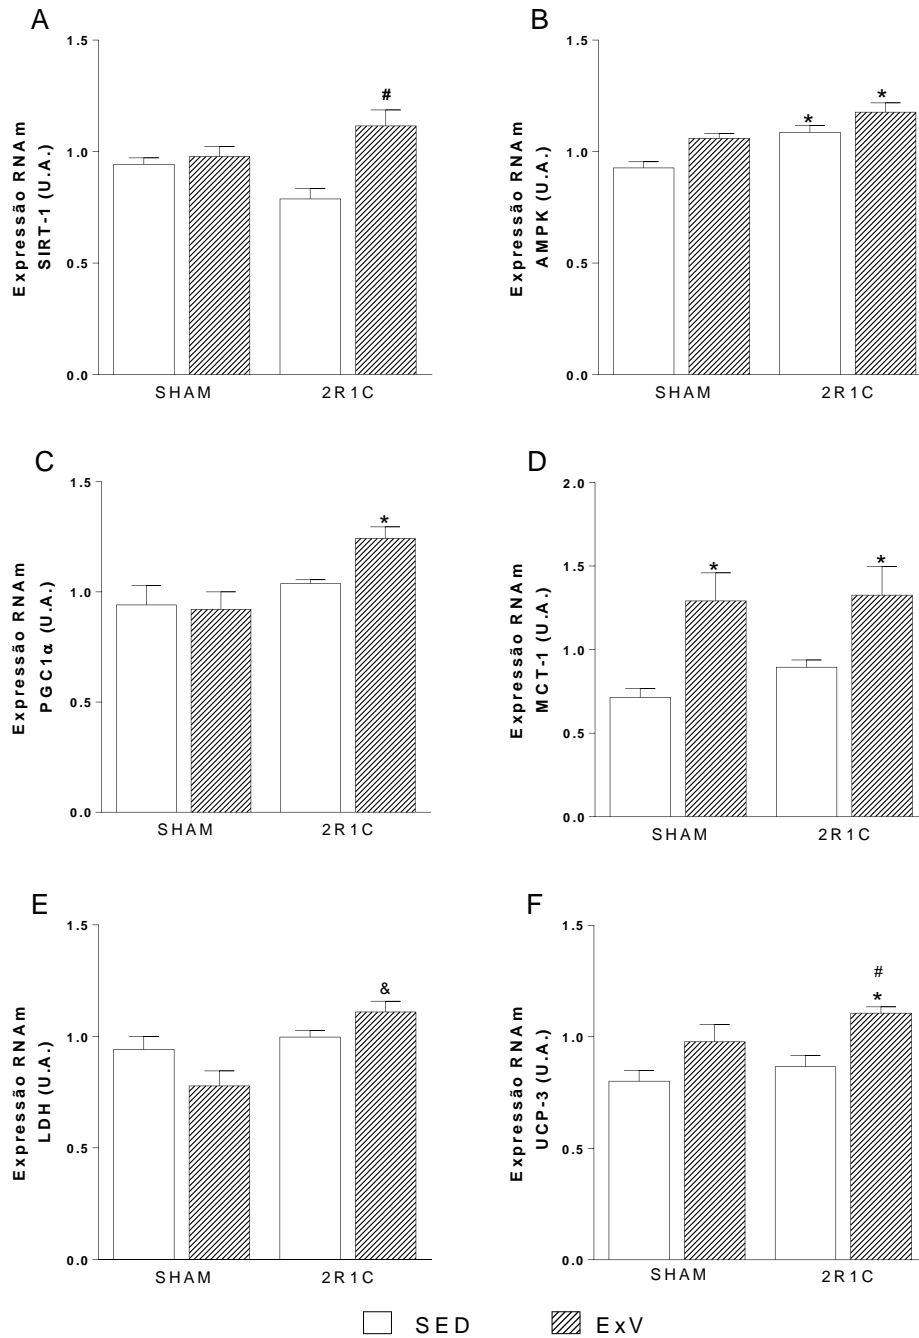 A
Expressão RNAm
SIRT-1 (U.A.)
1.5
1.0
0.5
0.0
#
SHAM 2R1C
B
Expressão RNAm
AMPK (U.A.)
1.5
1.0
0.5
0.0
* *
SHAM 2R1C
C
Expressão RNAm
PGC1α (U.A.)
1.5
1.0
0.5
0.0
*
SHAM 2R1C
D
Expressão RNAm
MCT-1 (U.A.)
2.0
1.5
1.0
0.5
0.0
* *
SHAM 2R1C
E
Expressão RNAm
LDH (U.A.)
1.5
1.0
0.5
0.0
&
SHAM 2R1C
F
Expressão RNAm
UCP-3 (U.A.)
1.5
1.0
0.5
0.0
#
*
SHAM 2R1C
SED ExV